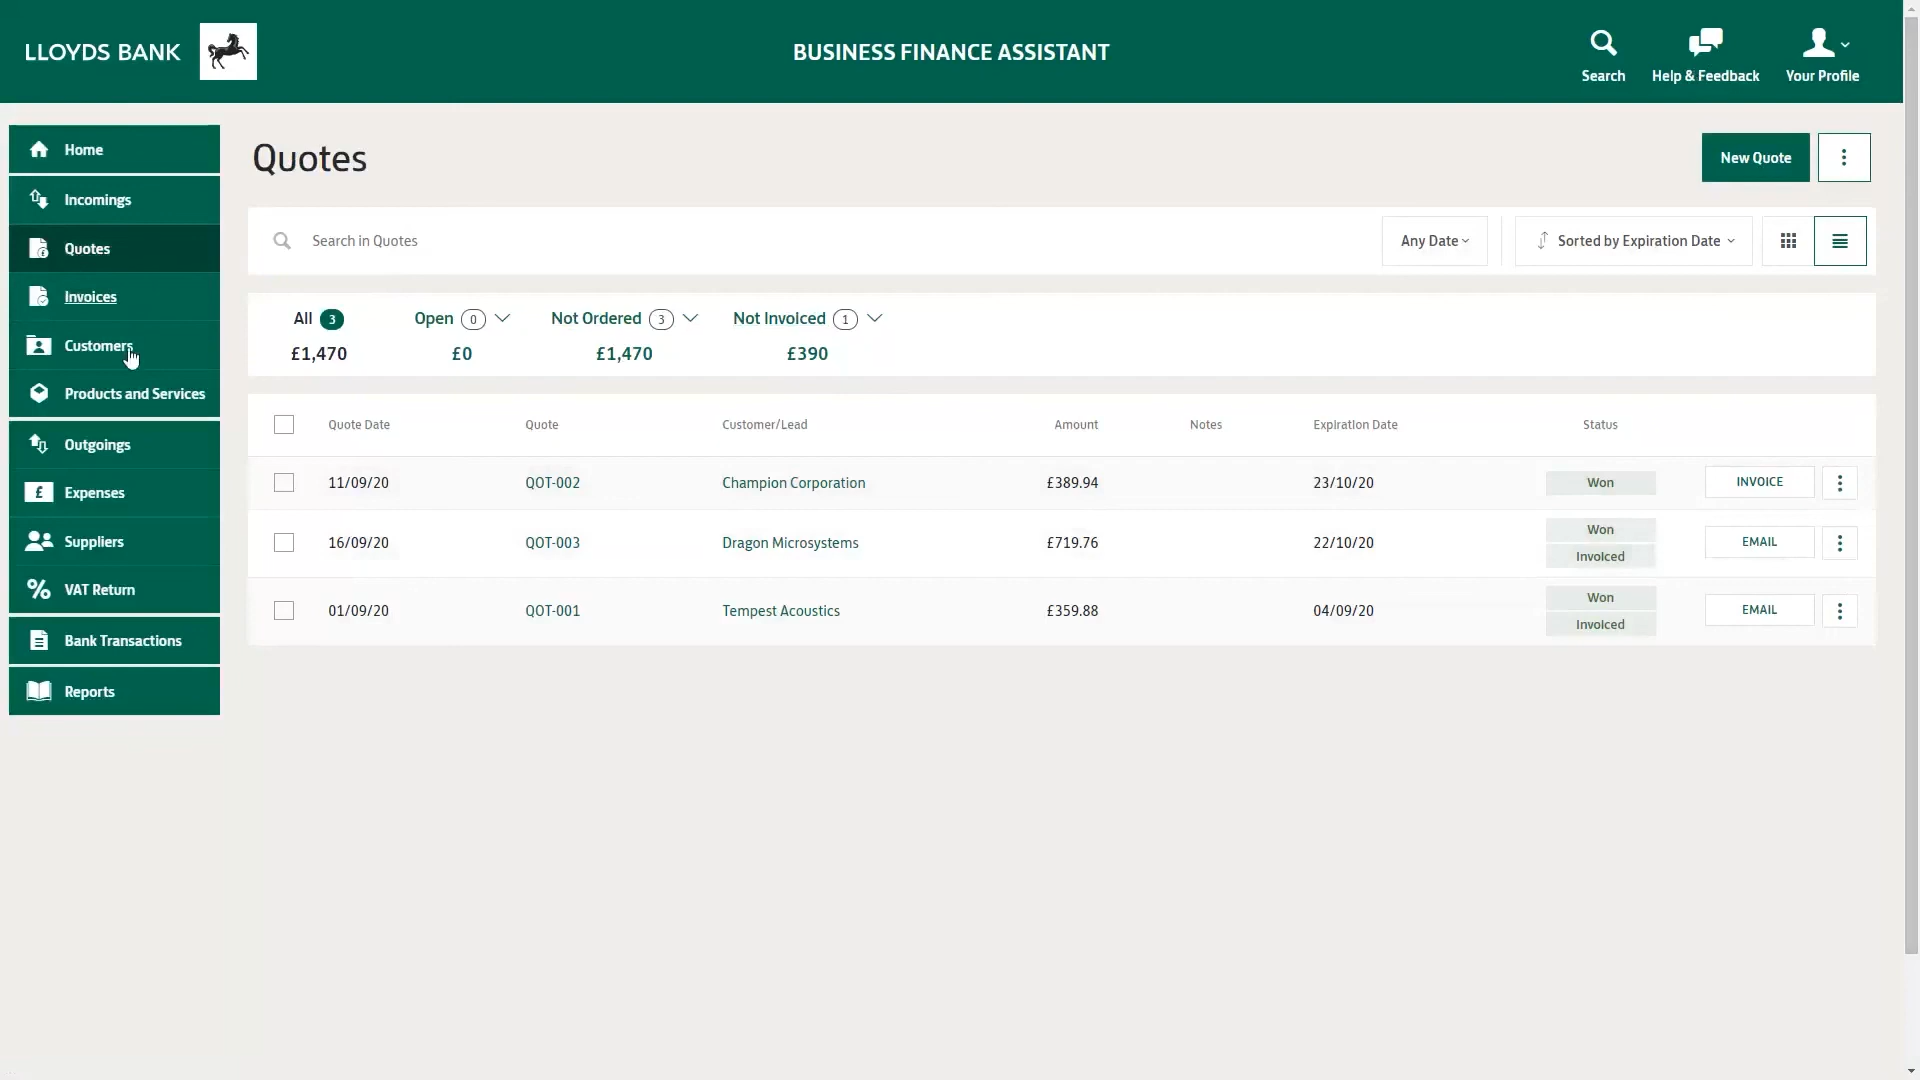 LLOYDS BANK
BUSINESS FINANCE ASSISTANT
Search
Help & Feedback
Your Profile
Home
Incomings
Quotes
Invoices
Customers
Products and Services
Outgoings
£ Expenses
Suppliers
% VAT Return
Bank Transactions
Reports
Quotes
New Quote
Search in Quotes
Any Date
Sorted by Expiration Date
All 3
£1,470
Open 0
£0
Not Ordered 3
£1,470
Not Invoiced 1
£390
Quote Date Quote Customer/Lead Amount Notes Expiration Date Status
11/09/20 QOT-002 Champion Corporation £389.94 23/10/20 Won INVOICE
16/09/20 QOT-003 Dragon Microsystems £719.76 22/10/20 Won EMAIL
Invoiced
01/09/20 QOT-001 Tempest Acoustics £359.88 04/09/20 Won EMAIL
Invoiced